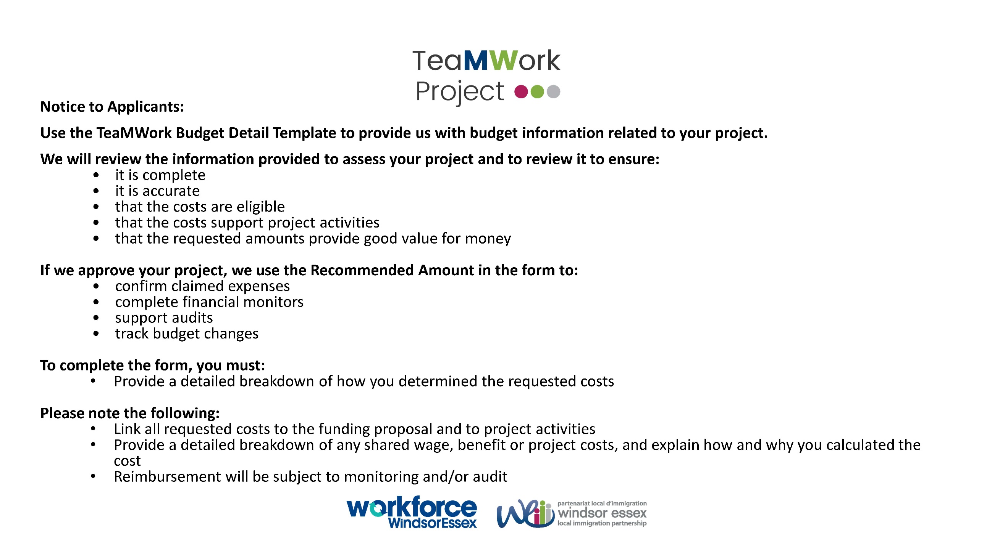 TeaMWork
Project
Notice to Applicants:
Use the TeaMWork Budget Detail Template to provide us with budget information related to your project.
We will review the information provided to assess your project and to review it to ensure:
• it is complete
• it is accurate
• that the costs are eligible
• that the costs support project activities
• that the requested amounts provide good value for money
If we approve your project, we use the Recommended Amount in the form to:
• confirm claimed expenses
• complete financial monitors
• support audits
• track budget changes
To complete the form, you must:
• Provide a detailed breakdown of how you determined the requested costs
Please note the following:
• Link all requested costs to the funding proposal and to project activities
• Provide a detailed breakdown of any shared wage, benefit or project costs, and explain how and why you calculated the
cost
• Reimbursement will be subject to monitoring and/or audit
workforce
WindsorEssex
we
partenariat local d'immigration
windsor essex
local immigration partnership